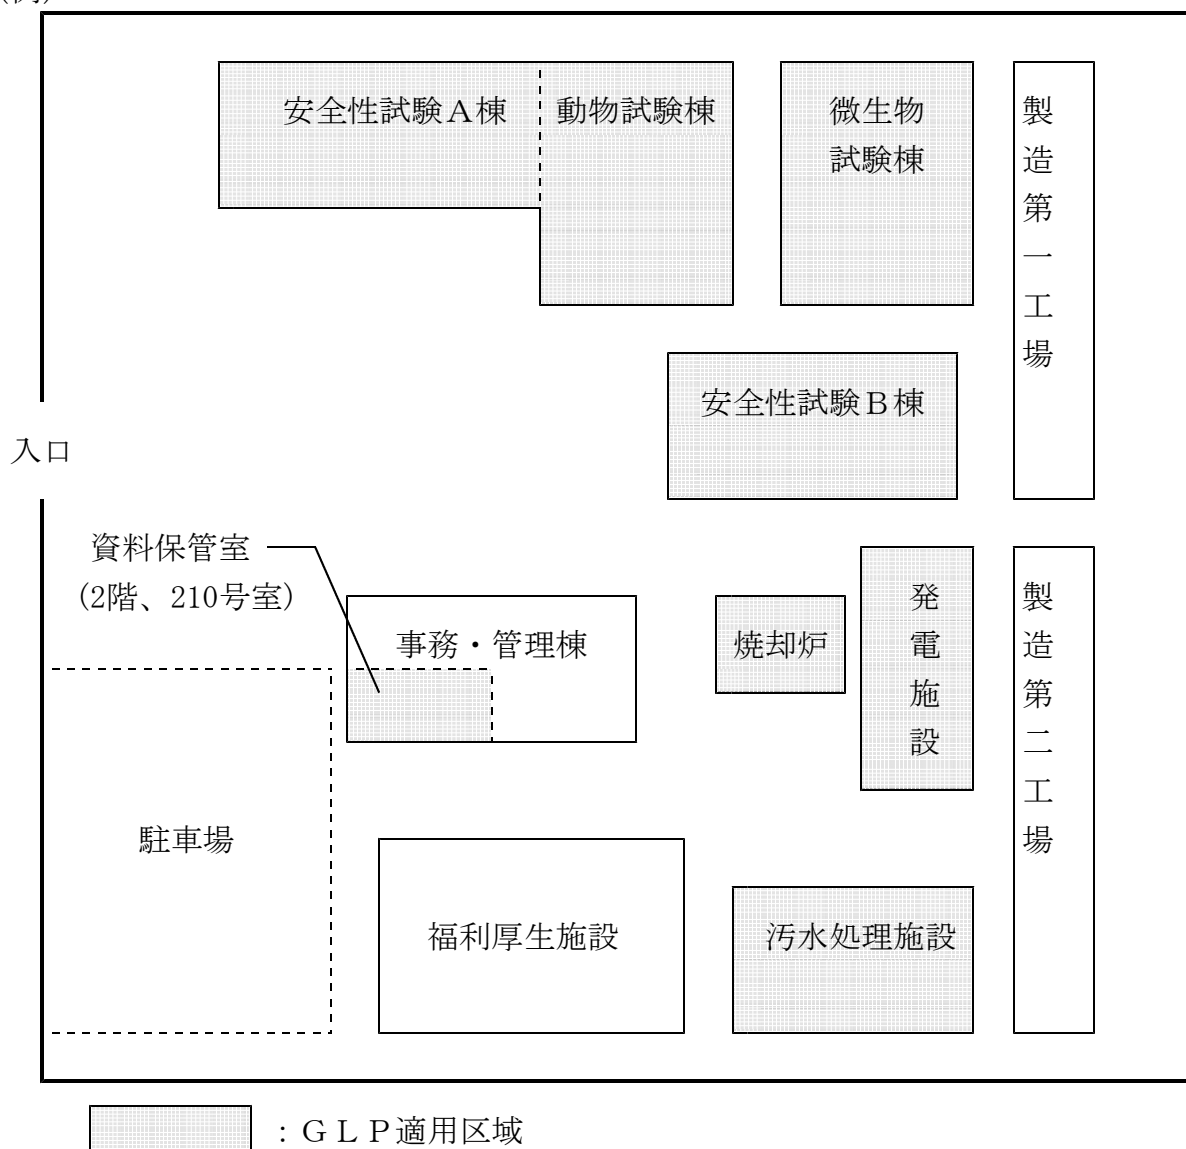 (例)
安全性試験Ａ棟
動物試験棟
微生物
試験棟
製造第一工場
安全性試験Ｂ棟
入口
資料保管室
(2階、210号室)
事務・管理棟
焼却炉
発電施設
製造第二工場
駐車場
福利厚生施設
汚水処理施設
：ＧＬＰ適用区域